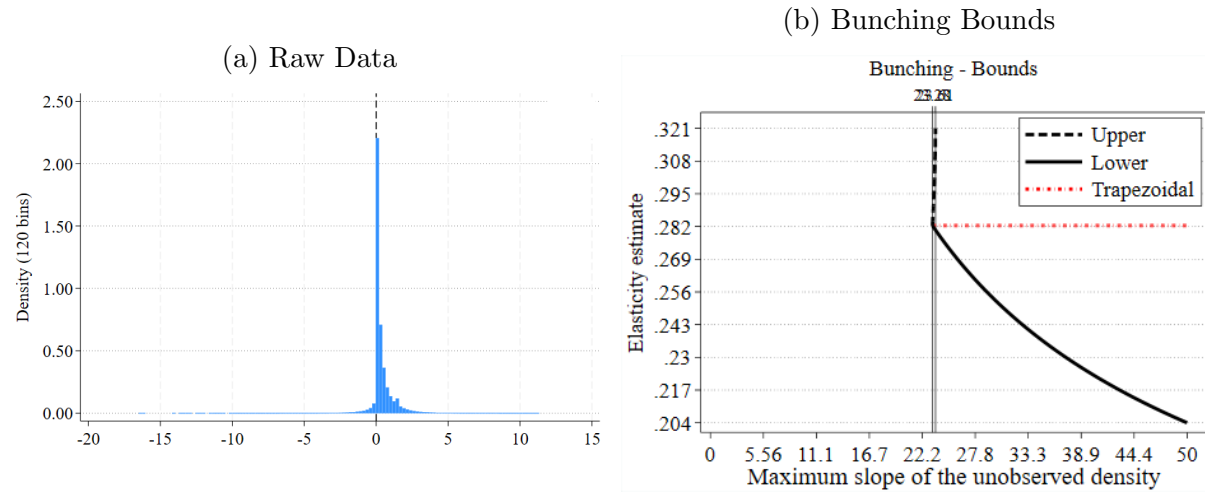 (a) Raw Data
Density (120 bins)
2.50
2.00
1.50
1.00
0.50
0.00
-20 -15 -10 -5 0 5 10 15
(b) Bunching Bounds
Bunching - Bounds
Upper
Lower
Trapezoidal
Elasticity estimate
.321
.308
.295
.282
.269
.256
.243
.23
.217
.204
0 5.56 11.1 16.7 22.2 27.8 33.3 38.9 44.4 50
Maximum slope of the unobserved density